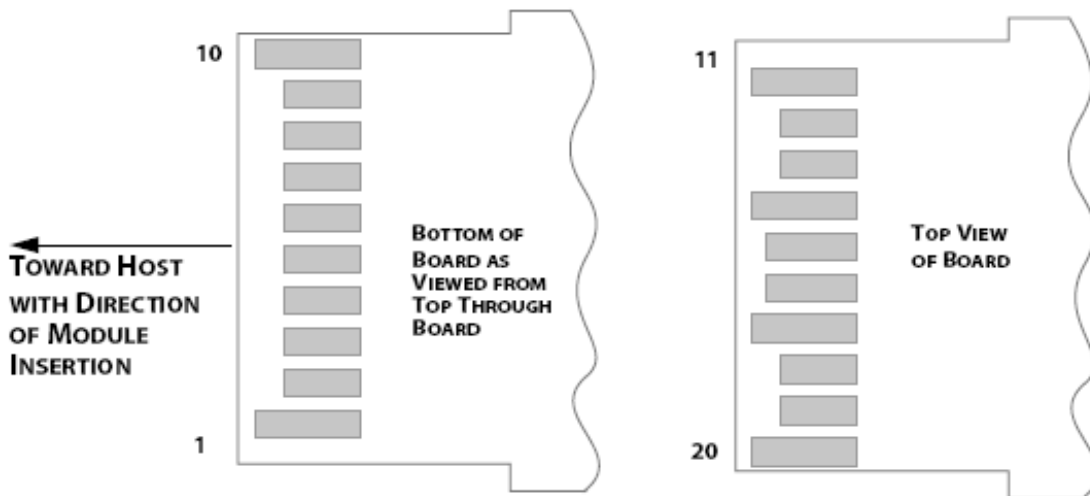 10
1
TOWARD HOST
WITH DIRECTION
OF MODULE
INSERTION
BOTTOM OF
BOARD AS
VIEWED FROM
TOP THROUGH
BOARD
11
20
TOP VIEW
OF BOARD